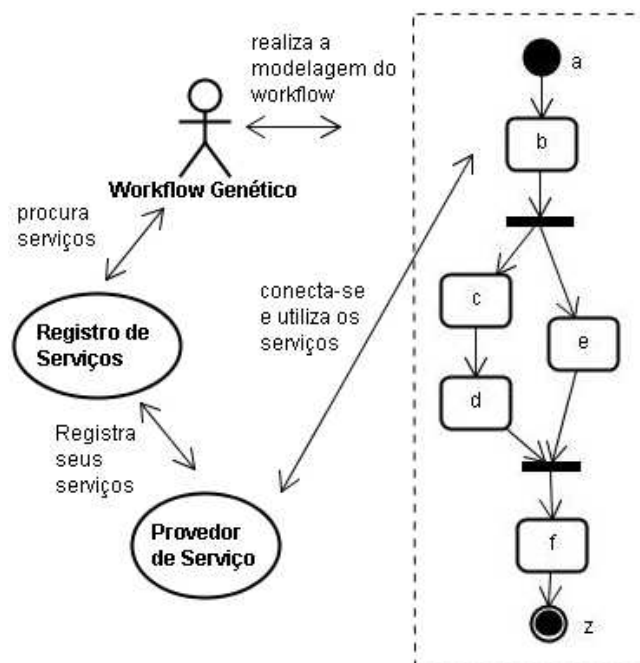 realiza a
modelagem do
workflow
Workflow Genético
procura
serviços
Registro de
Serviços
conecta-se
e utiliza os
serviços
Registra
seus
serviços
Provedor
de Serviço
a
b
c
e
d
f
z